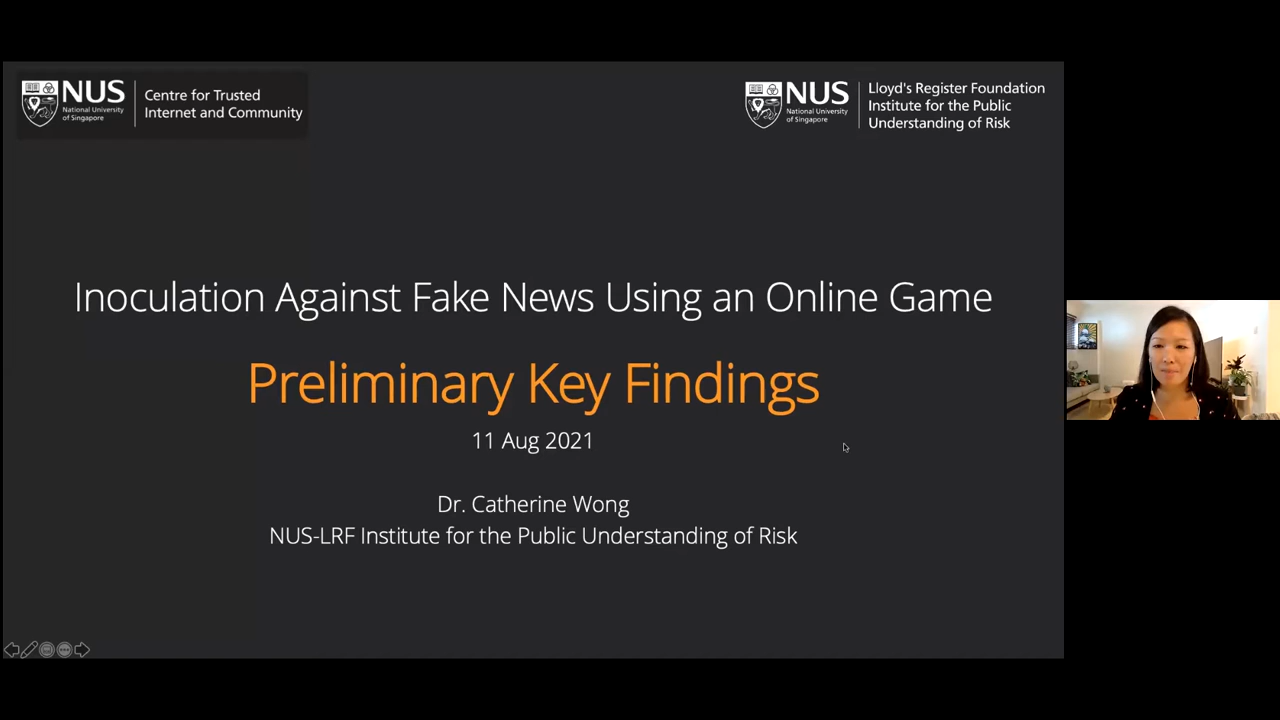 NUS
National University
of Singapore
Centre for Trusted
Internet and Community
NUS
National University
of Singapore
Lloyd's Register Foundation
Institute for the Public
Understanding of Risk
Inoculation Against Fake News Using an Online Game
Preliminary Key Findings
11 Aug 2021
Dr. Catherine Wong
NUS-LRF Institute for the Public Understanding of Risk